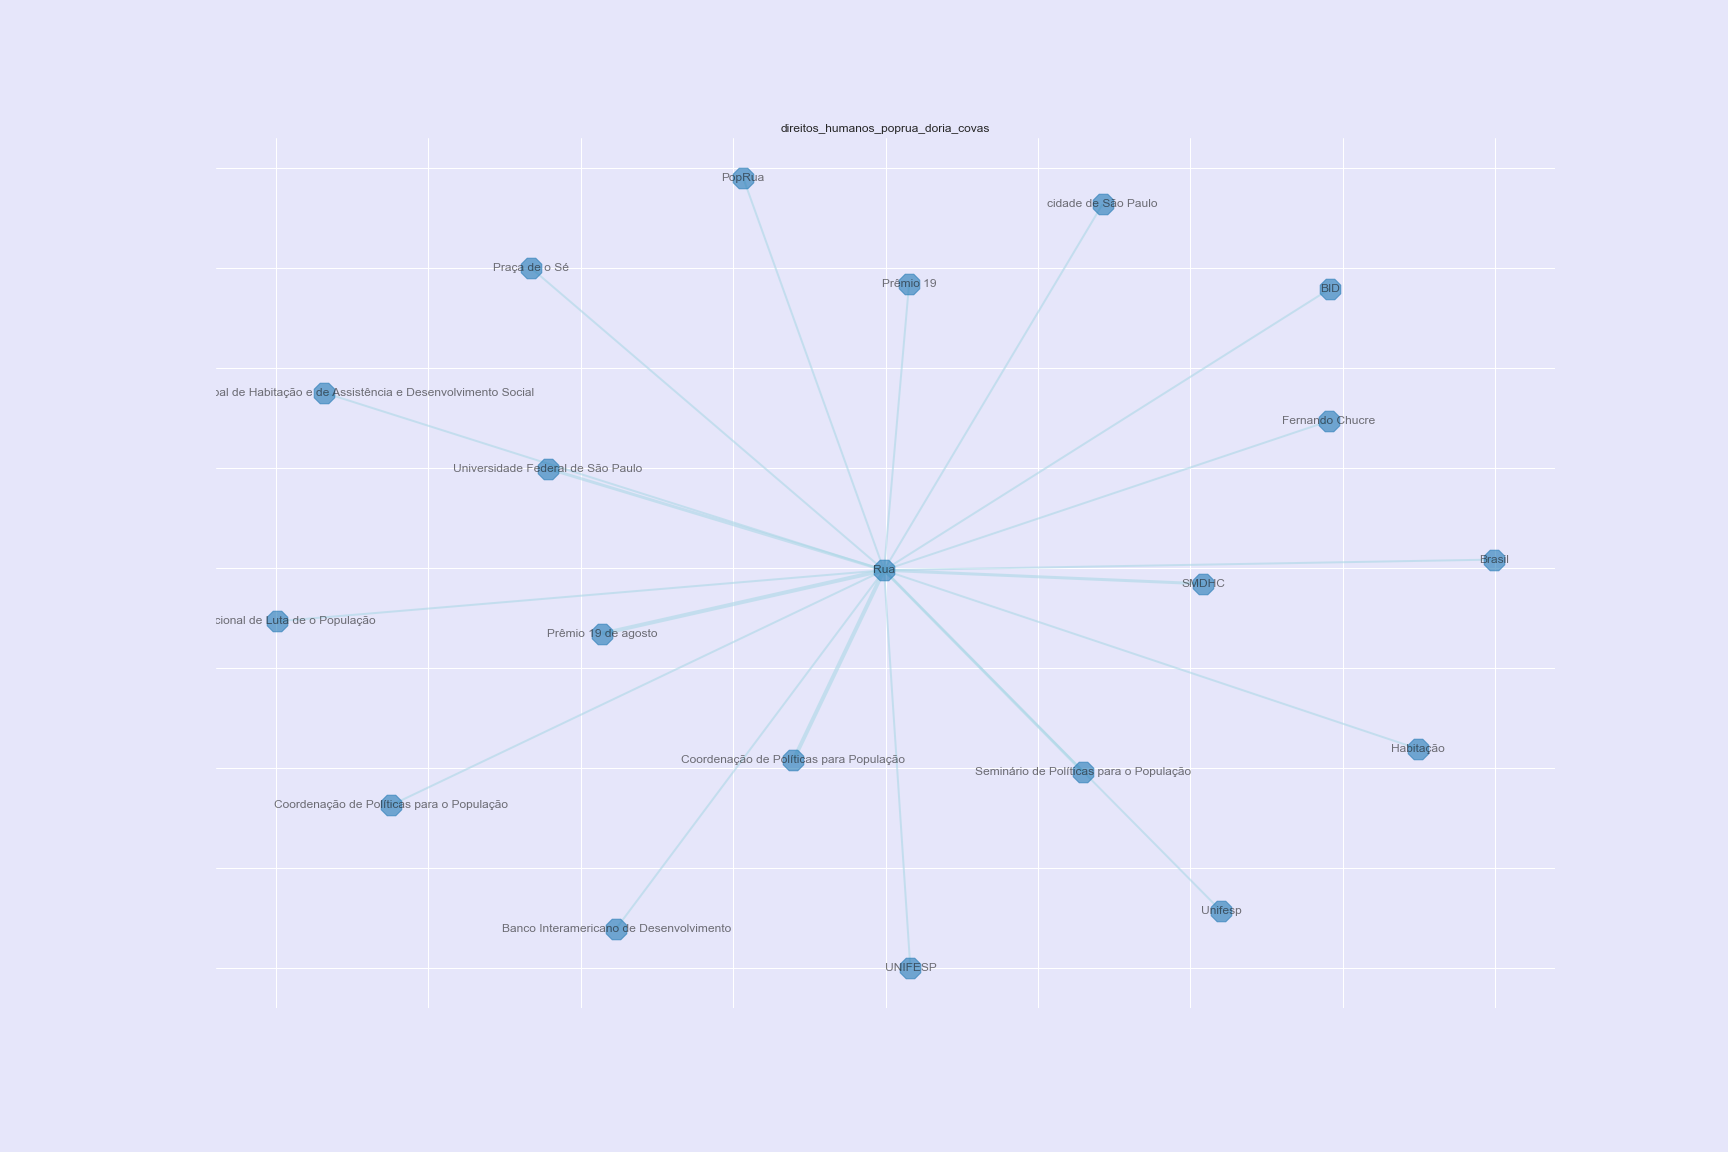 direitos_humanos_poprua_doria_covas
PopRua
cidade de São Paulo
Praça de o Sé
Prêmio 19
BID
de Habitação e de Assistência e Desenvolvimento Social
Fernando Chucre
Universidade Federal de São Paulo
Brasil
Rua
SMDHC
de Luta de o População
Prêmio 19 de agosto
Habitação
Coordenação de Políticas para População
Seminário de Políticas para o População
Coordenação de Políticas para o População
Unifesp
Banco Interamericano de Desenvolvimento
UNIFESP